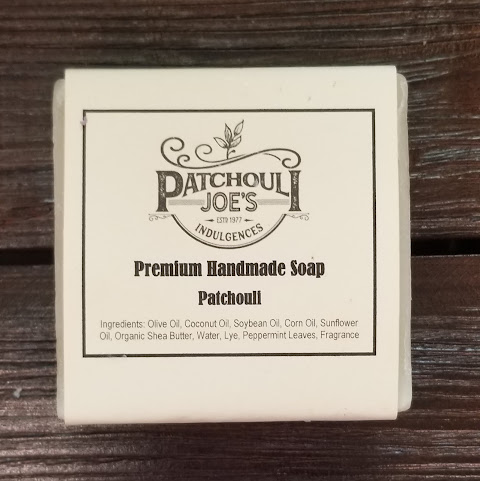 PATCHOULI
JOE'S
ESTD 1977
INDULGENCES
Premium Handmade Soap
Patchouli
Ingredients: Olive Oil, Coconut Oil, Soybean Oil, Corn Oil, Sunflower
Oil, Organic Shea Butter, Water, Lye, Peppermint Leaves, Fragrance